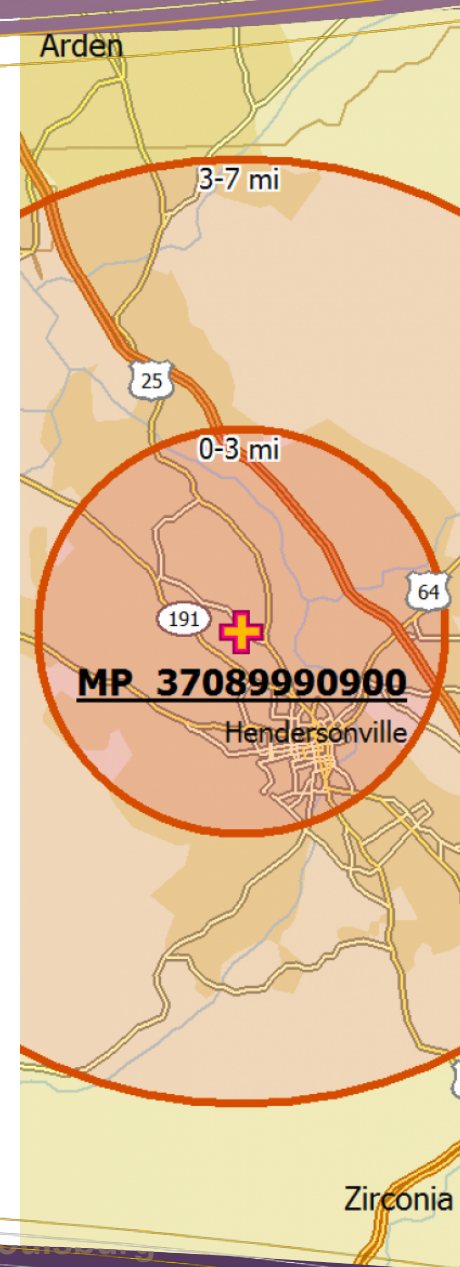 Arden
3-7 mi
25
0-3 mi
64
191
MP 37089990900
Hendersonville
Zirconia